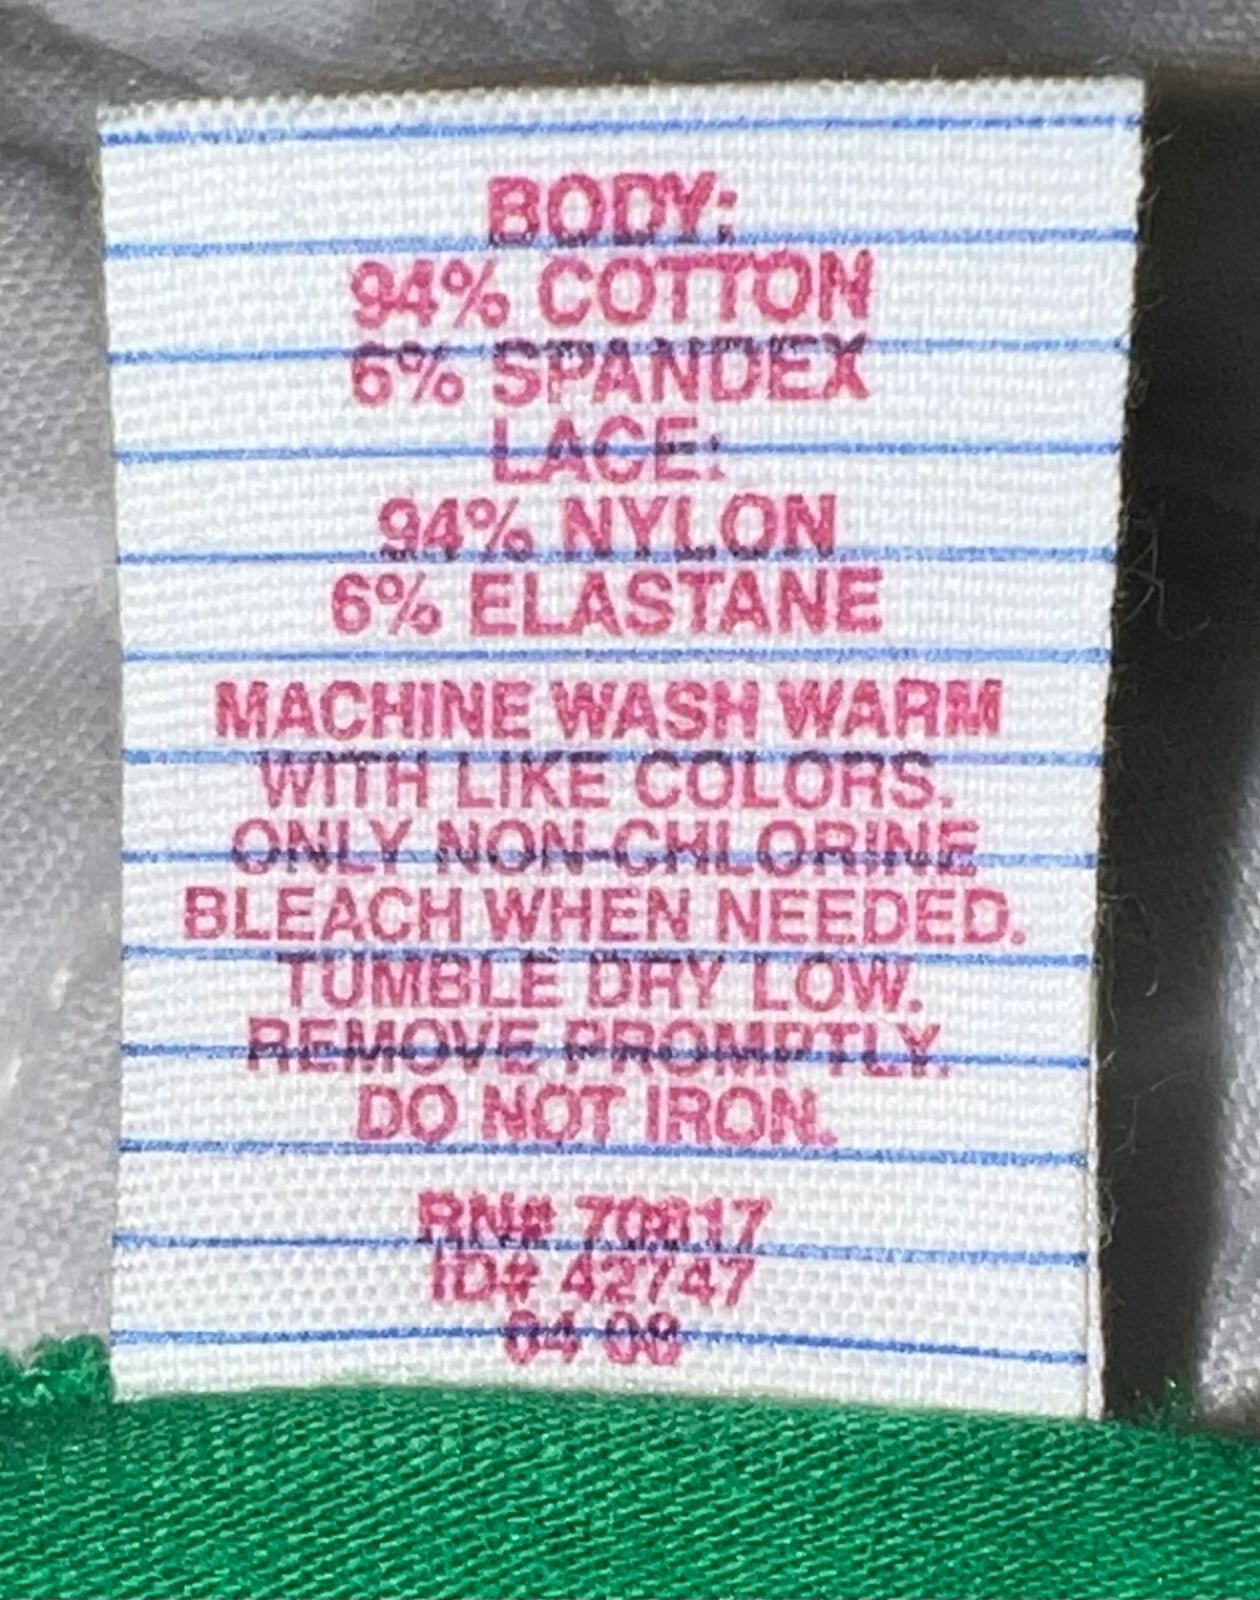 BODY:
94% COTTON
6% SPANDEX
LACE:
94% NYLON
6% ELASTANE
MACHINE WASH WARM
WITH LIKE COLORS.
ONLY NON-CHLORINE
BLEACH WHEN NEEDED.
TUMBLE DRY LOW.
REMOVE PROMPTLY.
DO NOT IRON.
RN#
ID# 42747